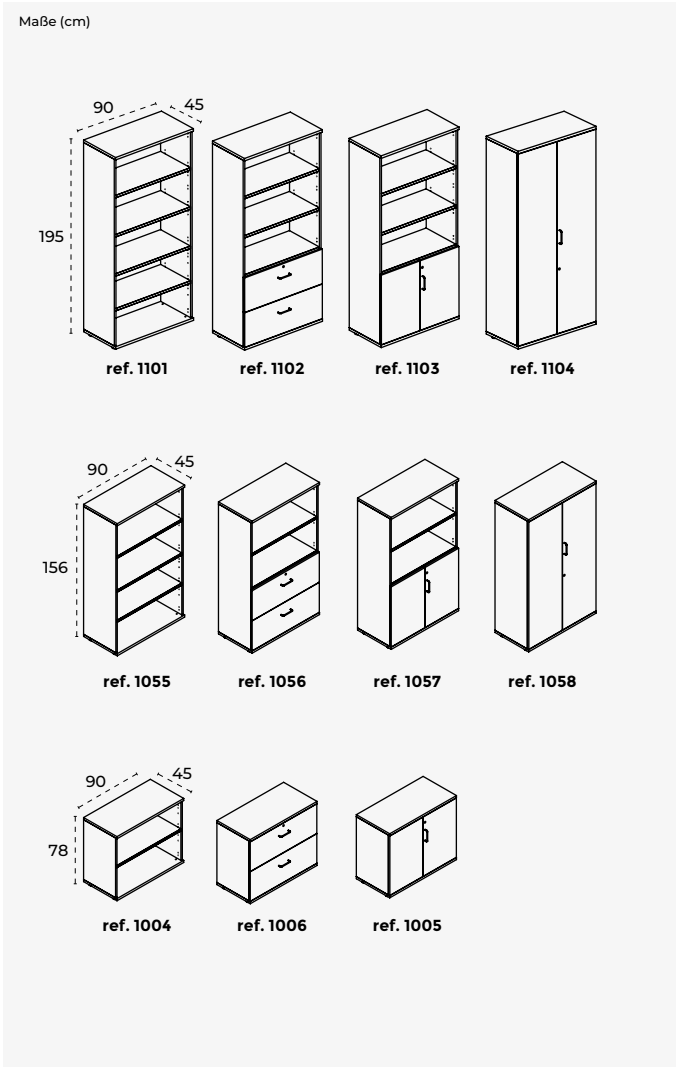 Maße (cm)
90 45
195
ref. 1101 ref. 1102 ref. 1103 ref. 1104
90 45
156
ref. 1055 ref. 1056 ref. 1057 ref. 1058
90 45
78
ref. 1004 ref. 1006 ref. 1005